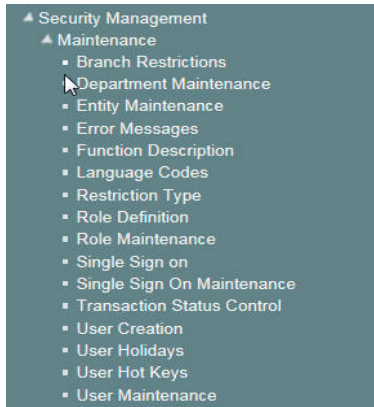 Security Management
Maintenance
Branch Restrictions
Department Maintenance
Entity Maintenance
Error Messages
Function Description
Language Codes
Restriction Type
Role Definition
Role Maintenance
Single Sign on
Single Sign On Maintenance
Transaction Status Control
User Creation
User Holidays
User Hot Keys
User Maintenance